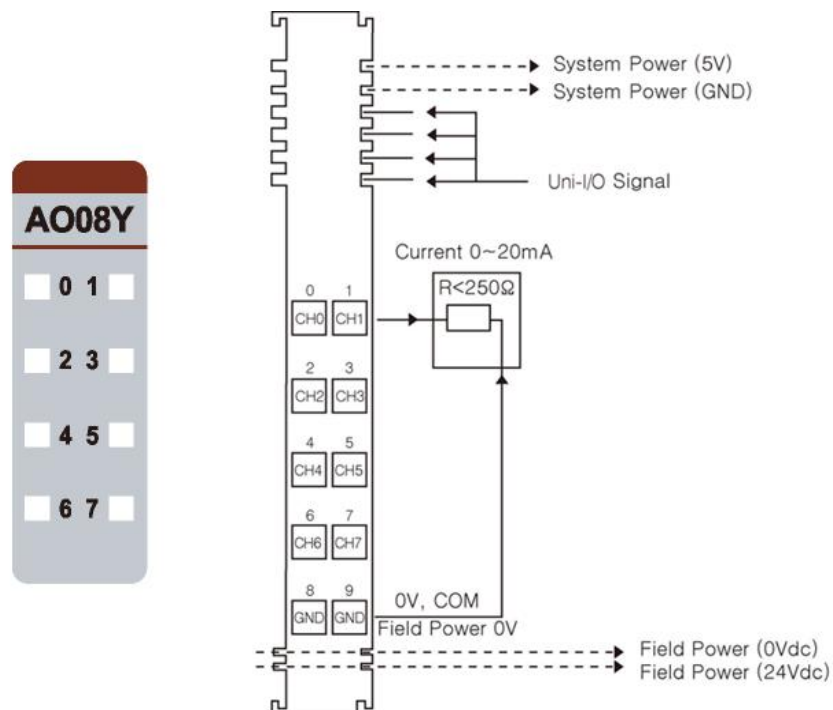 AO08Y
0 1
2 3
4 5
6 7
System Power (5V)
System Power (GND)
Uni-I/O Signal
Current 0~20mA
R<250Ω
0 1
CH0 CH1
2 3
CH2 CH3
4 5
CH4 CH5
6 7
CH6 CH7
8 9
GND GND
0V, COM
Field Power 0V
Field Power (0Vdc)
Field Power (24Vdc)